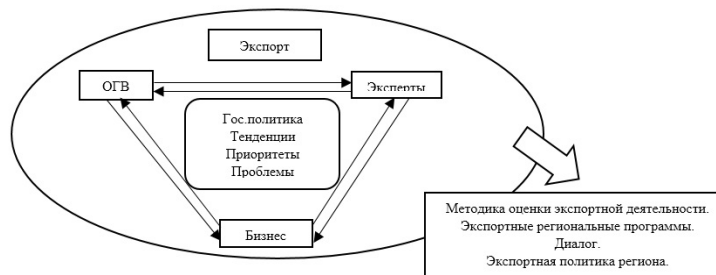 Экспорт
ОГВ
Эксперты
Гос.политика
Тенденции
Приоритеты
Проблемы
Бизнес
Методика оценки экспортной деятельности.
Экспортные региональные программы.
Диалог.
Экспортная политика региона.